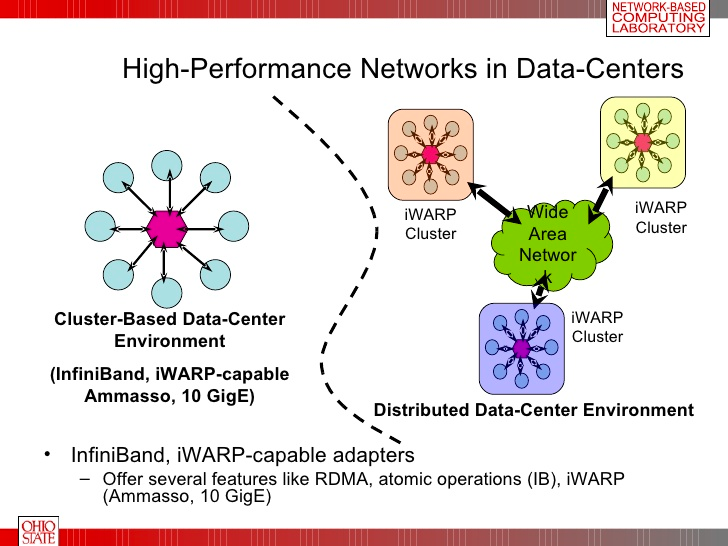 NETWORK-BASED
COMPUTING
LABORATORY
High-Performance Networks in Data-Centers
iWARP
Cluster
iWARP
Cluster
Wide
Area
Networ
k
iWARP
Cluster
Cluster-Based Data-Center
Environment
(InfiniBand, iWARP-capable
Ammasso, 10 GigE)
Distributed Data-Center Environment
• InfiniBand, iWARP-capable adapters
– Offer several features like RDMA, atomic operations (IB), iWARP
(Ammasso, 10 GigE)
OHIO
STATE